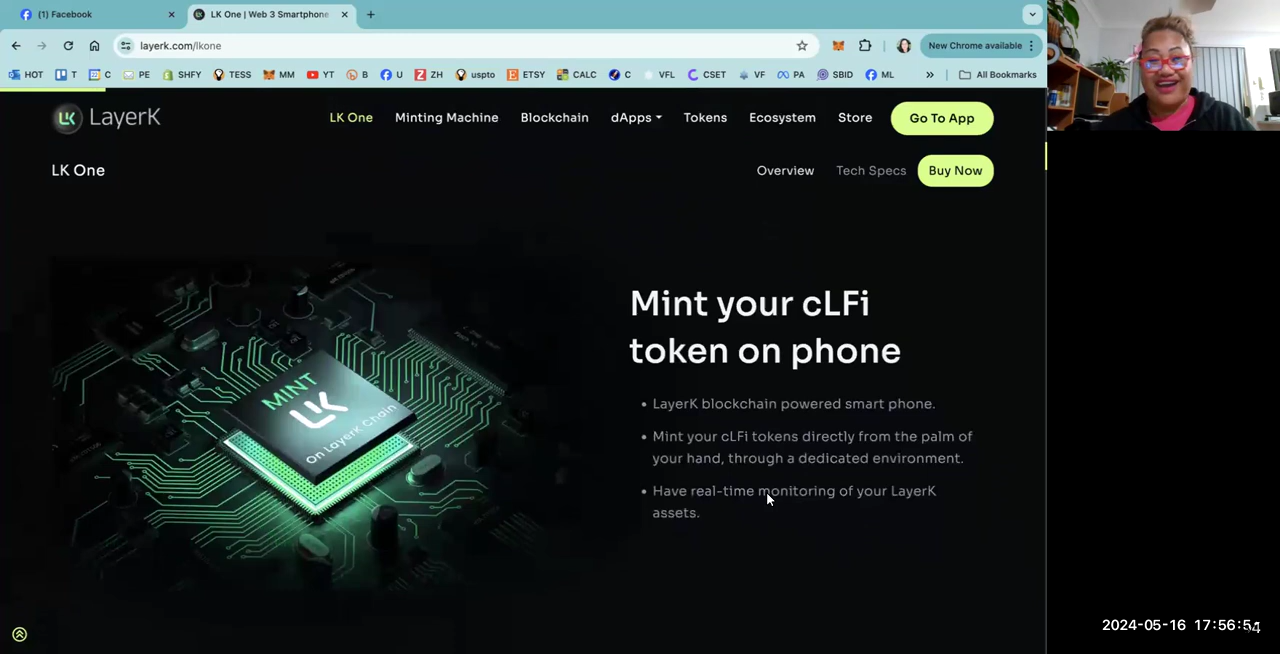 (1) Facebook
LK One | Web 3 Smartphone
layerk.com/lkone
New Chrome available
HOT T C PE SHFY TESS MM YT B U ZH uspto ETSY CALC C VFL CSET VF PA SBID ML » All Bookmarks
LK LayerK
LK One Minting Machine Blockchain dApps Tokens Ecosystem Store Go To App
LK One Overview Tech Specs Buy Now
MINT
LK
On LayerK Chain
Mint your cLFi
token on phone
• LayerK blockchain powered smart phone.
• Mint your cLFi tokens directly from the palm of
your hand, through a dedicated environment.
• Have real-time monitoring of your LayerK
assets.
2024-05-16 17:56:5